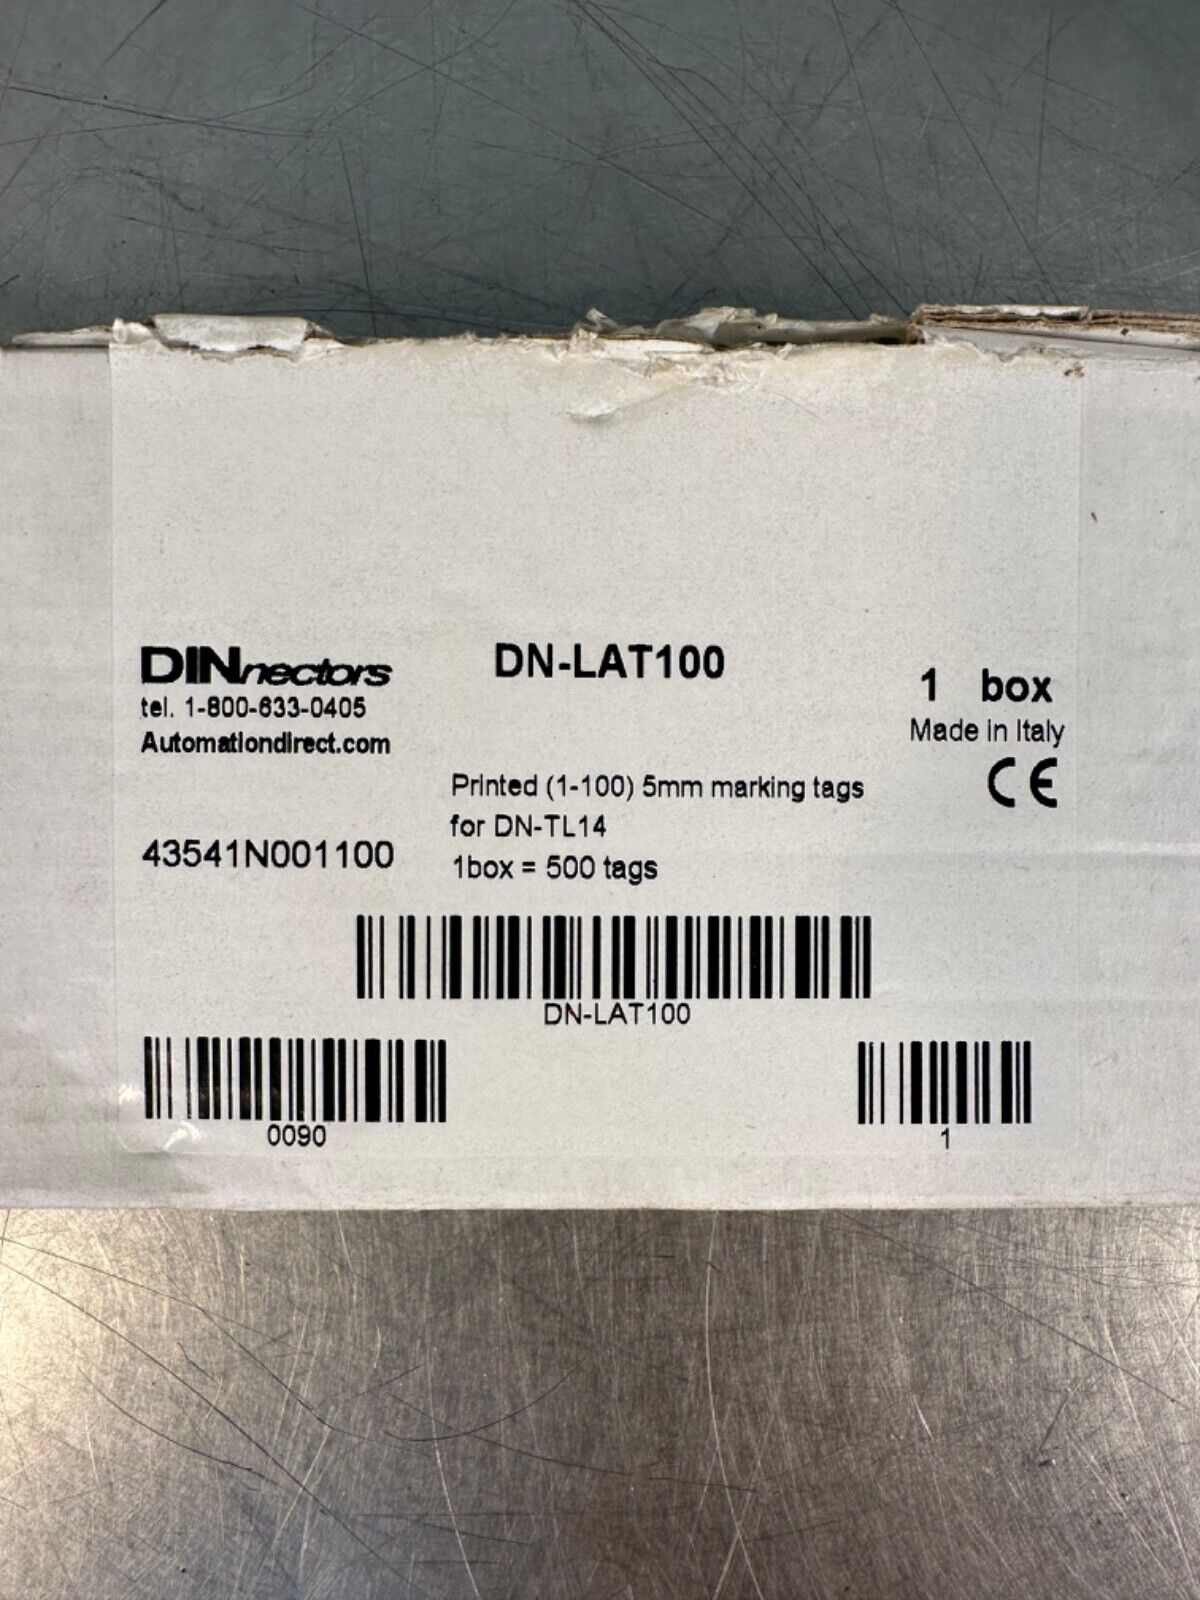 DINnectors
tel. 1-800-633-0405
Automationdirect.com
DN-LAT100
1 box
Made in Italy
CE
Printed (1-100) 5mm marking tags
for DN-TL14
1box = 500 tags
43541N001100
DN-LAT100
0090
1